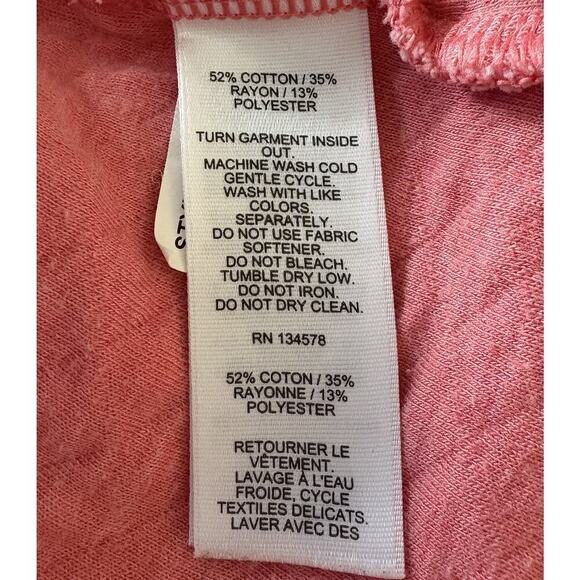 52% COTTON / 35%
RAYON / 13%
POLYESTER
TURN GARMENT INSIDE
OUT.
MACHINE WASH COLD
GENTLE CYCLE.
WASH WITH LIKE
COLORS.
SEPARATELY.
DO NOT USE FABRIC
SOFTENER.
DO NOT BLEACH.
TUMBLE DRY LOW.
DO NOT IRON.
DO NOT DRY CLEAN.
RN 134578
52% COTON / 35%
RAYONNE / 13%
POLYESTER
RETOURNER LE
VÊTEMENT.
LAVAGE À L'EAU
FROIDE, CYCLE
TEXTILES DELICATS.
LAVER AVEC DES